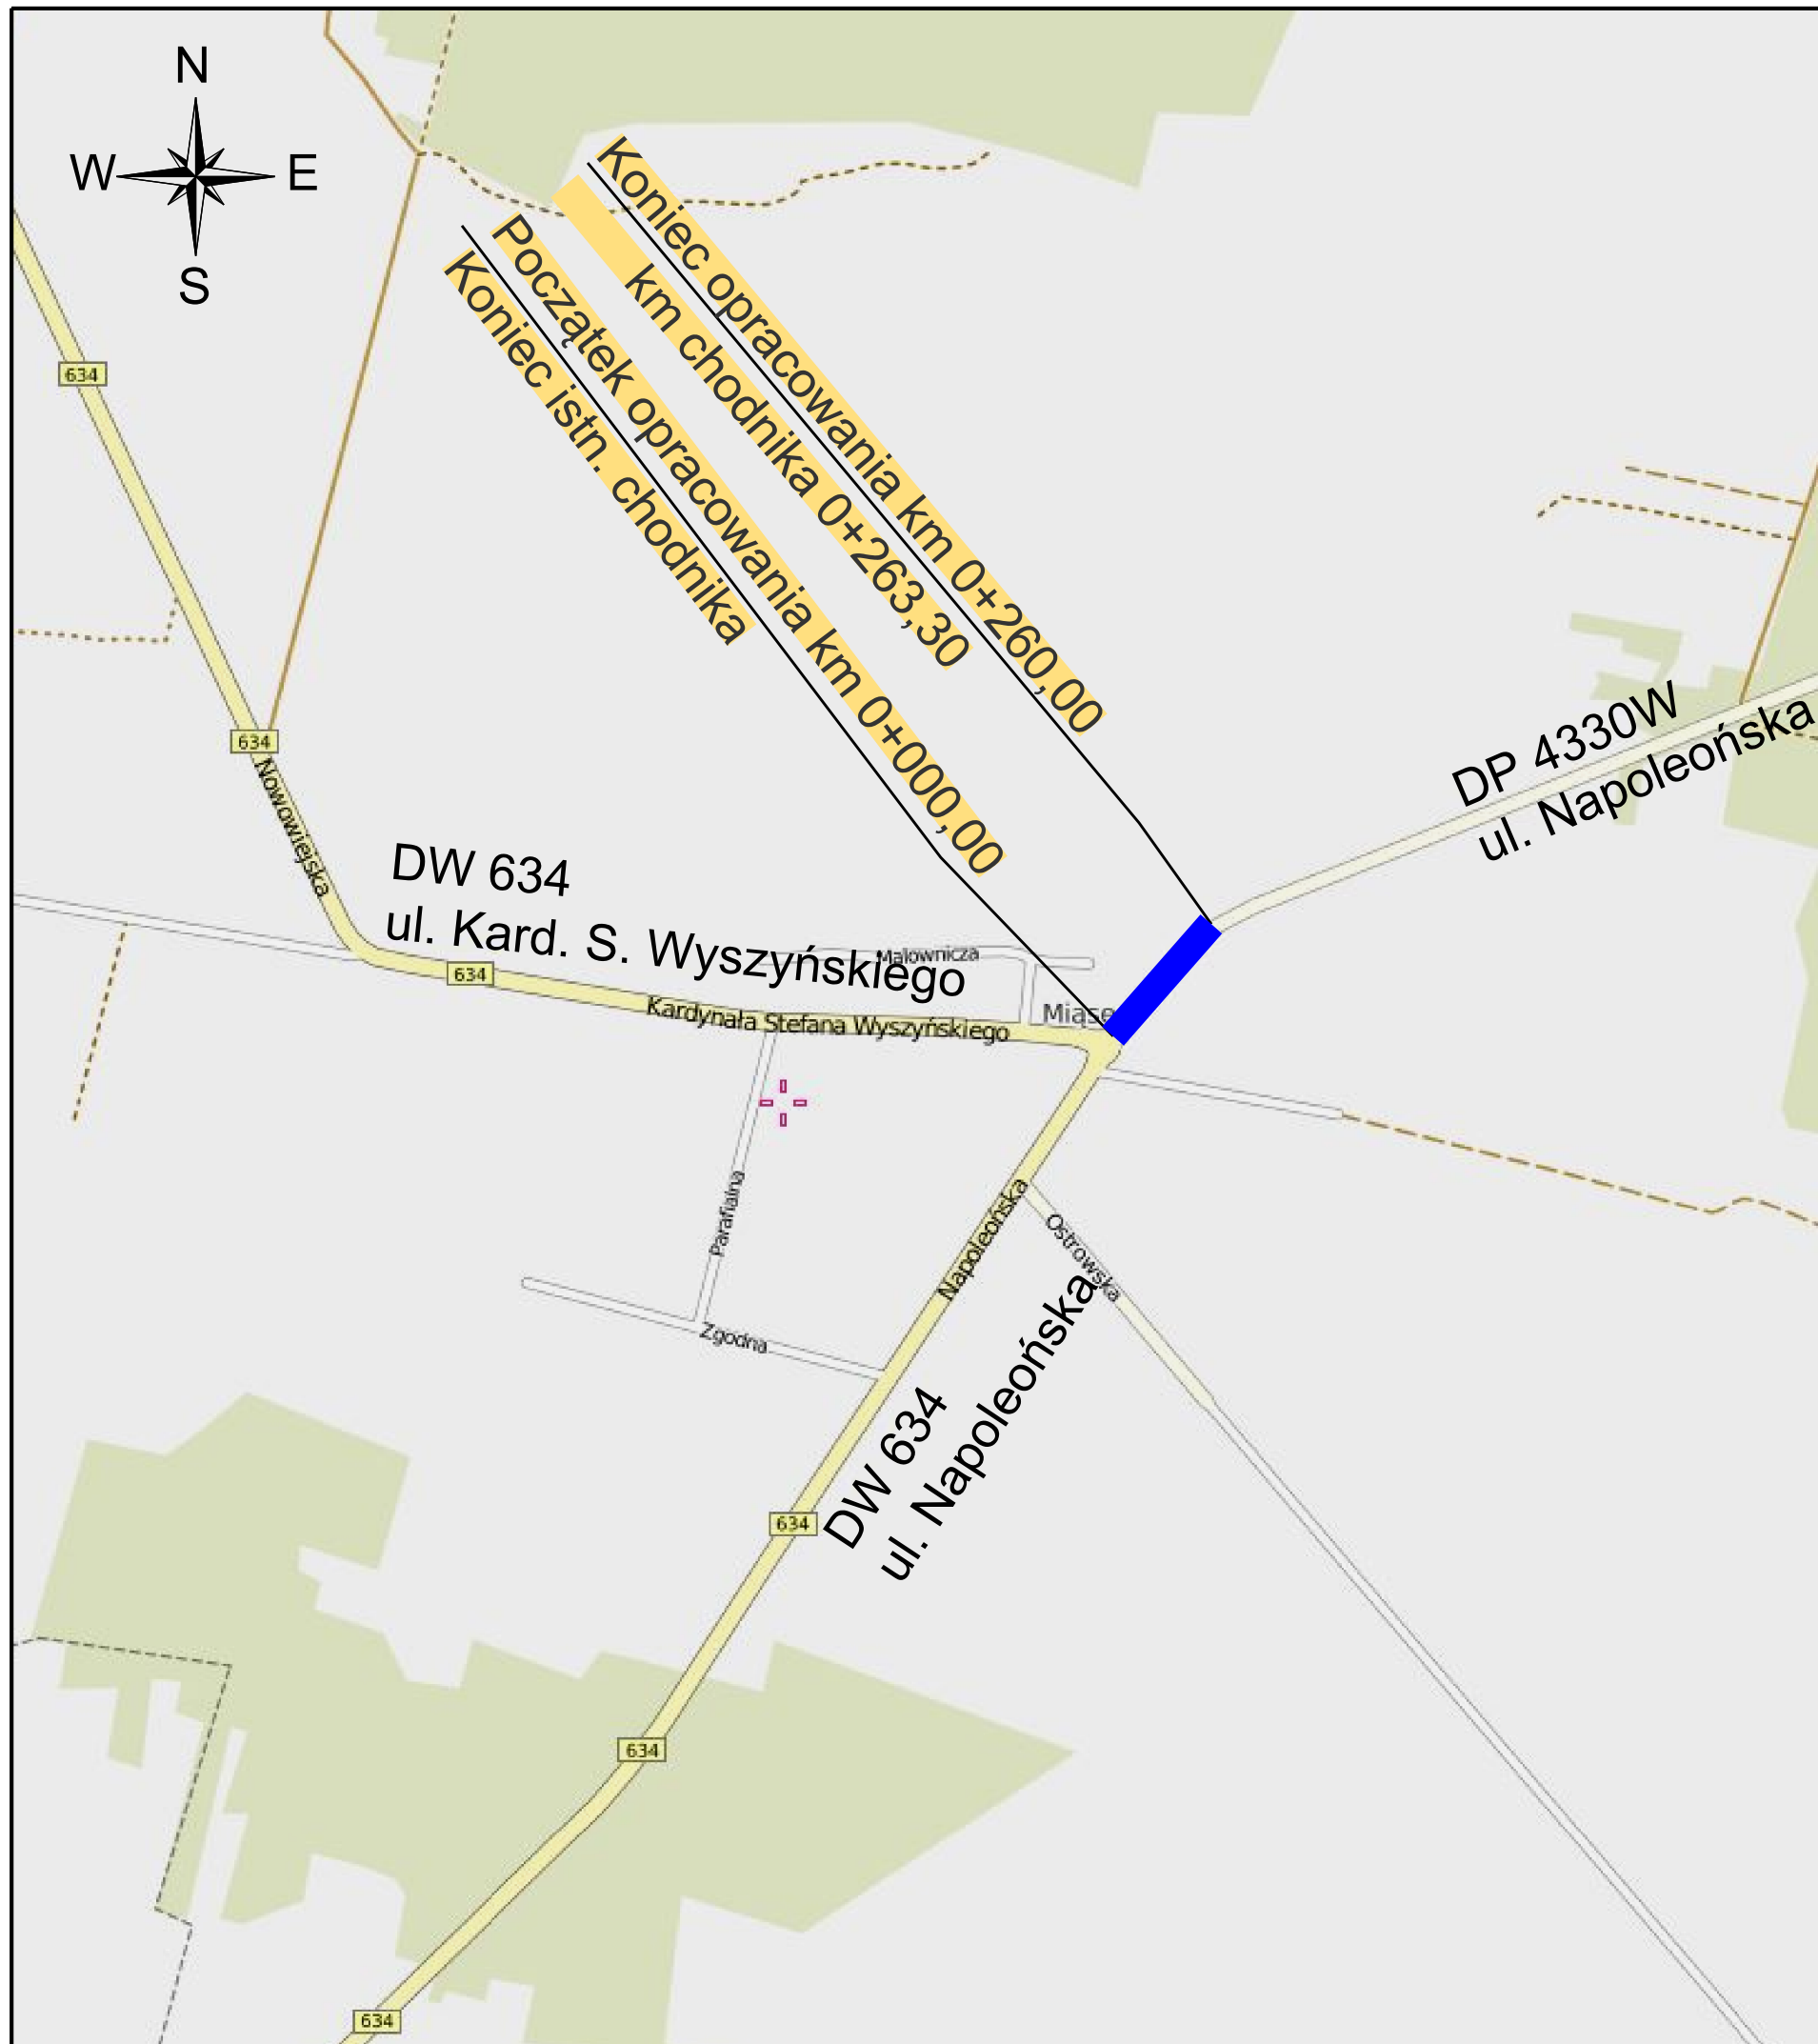 N
W
E
S
Koniec opracowania km 0+260,00
km chodnika 0+263,30
Początek opracowania km 0+000,00
Koniec istn. chodnika
634
634
Nowowiejska
DP 4330W
ul. Napoleońska
DW 634
ul. Kard. S. Wyszyńskiego
Malownicza
634
Kardynała Stefana Wyszyńskiego
Miąse
Parafialna
Napoleońska
Ostrowska
Zgodna
DW 634
ul. Napoleońska
634
634
634